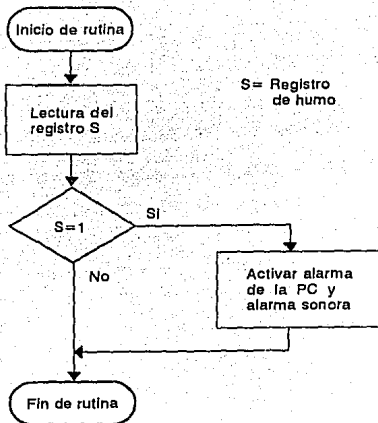 Inicio de rutina
S= Registro
de humo
Lectura del
registro S
S=1
Si
No
Activar alarma
de la PC y
alarma sonora
Fin de rutina